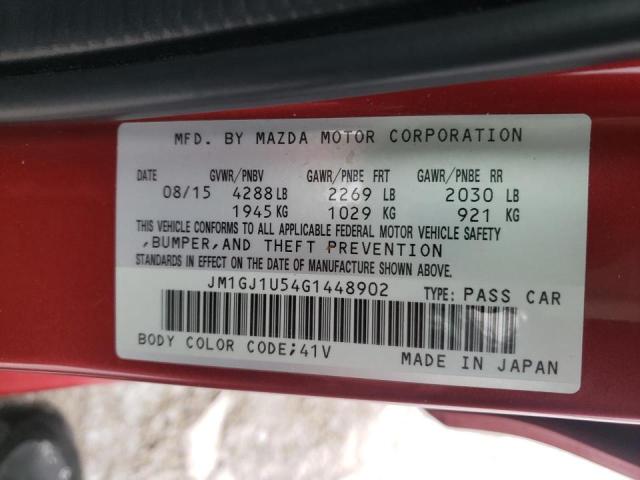 MFD. BY MAZDA MOTOR CORPORATION
DATE GVWR/PNBV GAWR/PNBE FRT GAWR/PNBE RR
08/15 4288 LB 2269 LB 2030 LB
1945 KG 1029 KG 921 KG
THIS VEHICLE CONFORMS TO ALL APPLICABLE FEDERAL MOTOR VEHICLE SAFETY
,BUMPER,AND THEFT PREVENTION
STANDARDS IN EFFECT ON THE DATE OF MANUFACTURE SHOWN ABOVE.
JM1GJ1U54G1448902 TYPE: PASS CAR
BODY COLOR CODE;41V MADE IN JAPAN